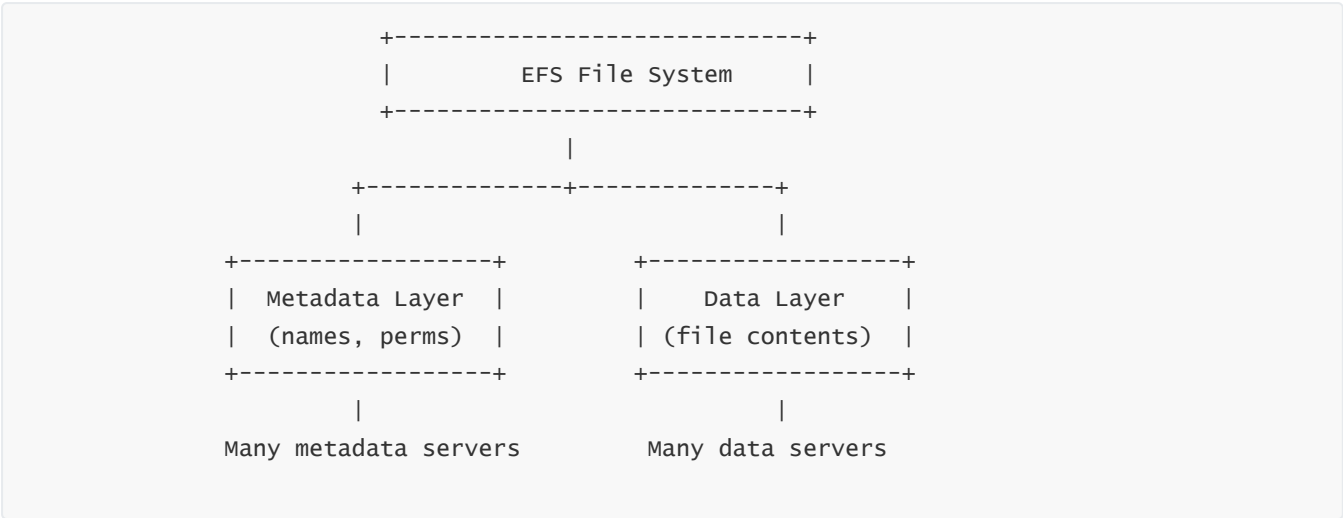 EFS File System
Metadata Layer Data Layer
(names, perms) (file contents)
Many metadata servers Many data servers